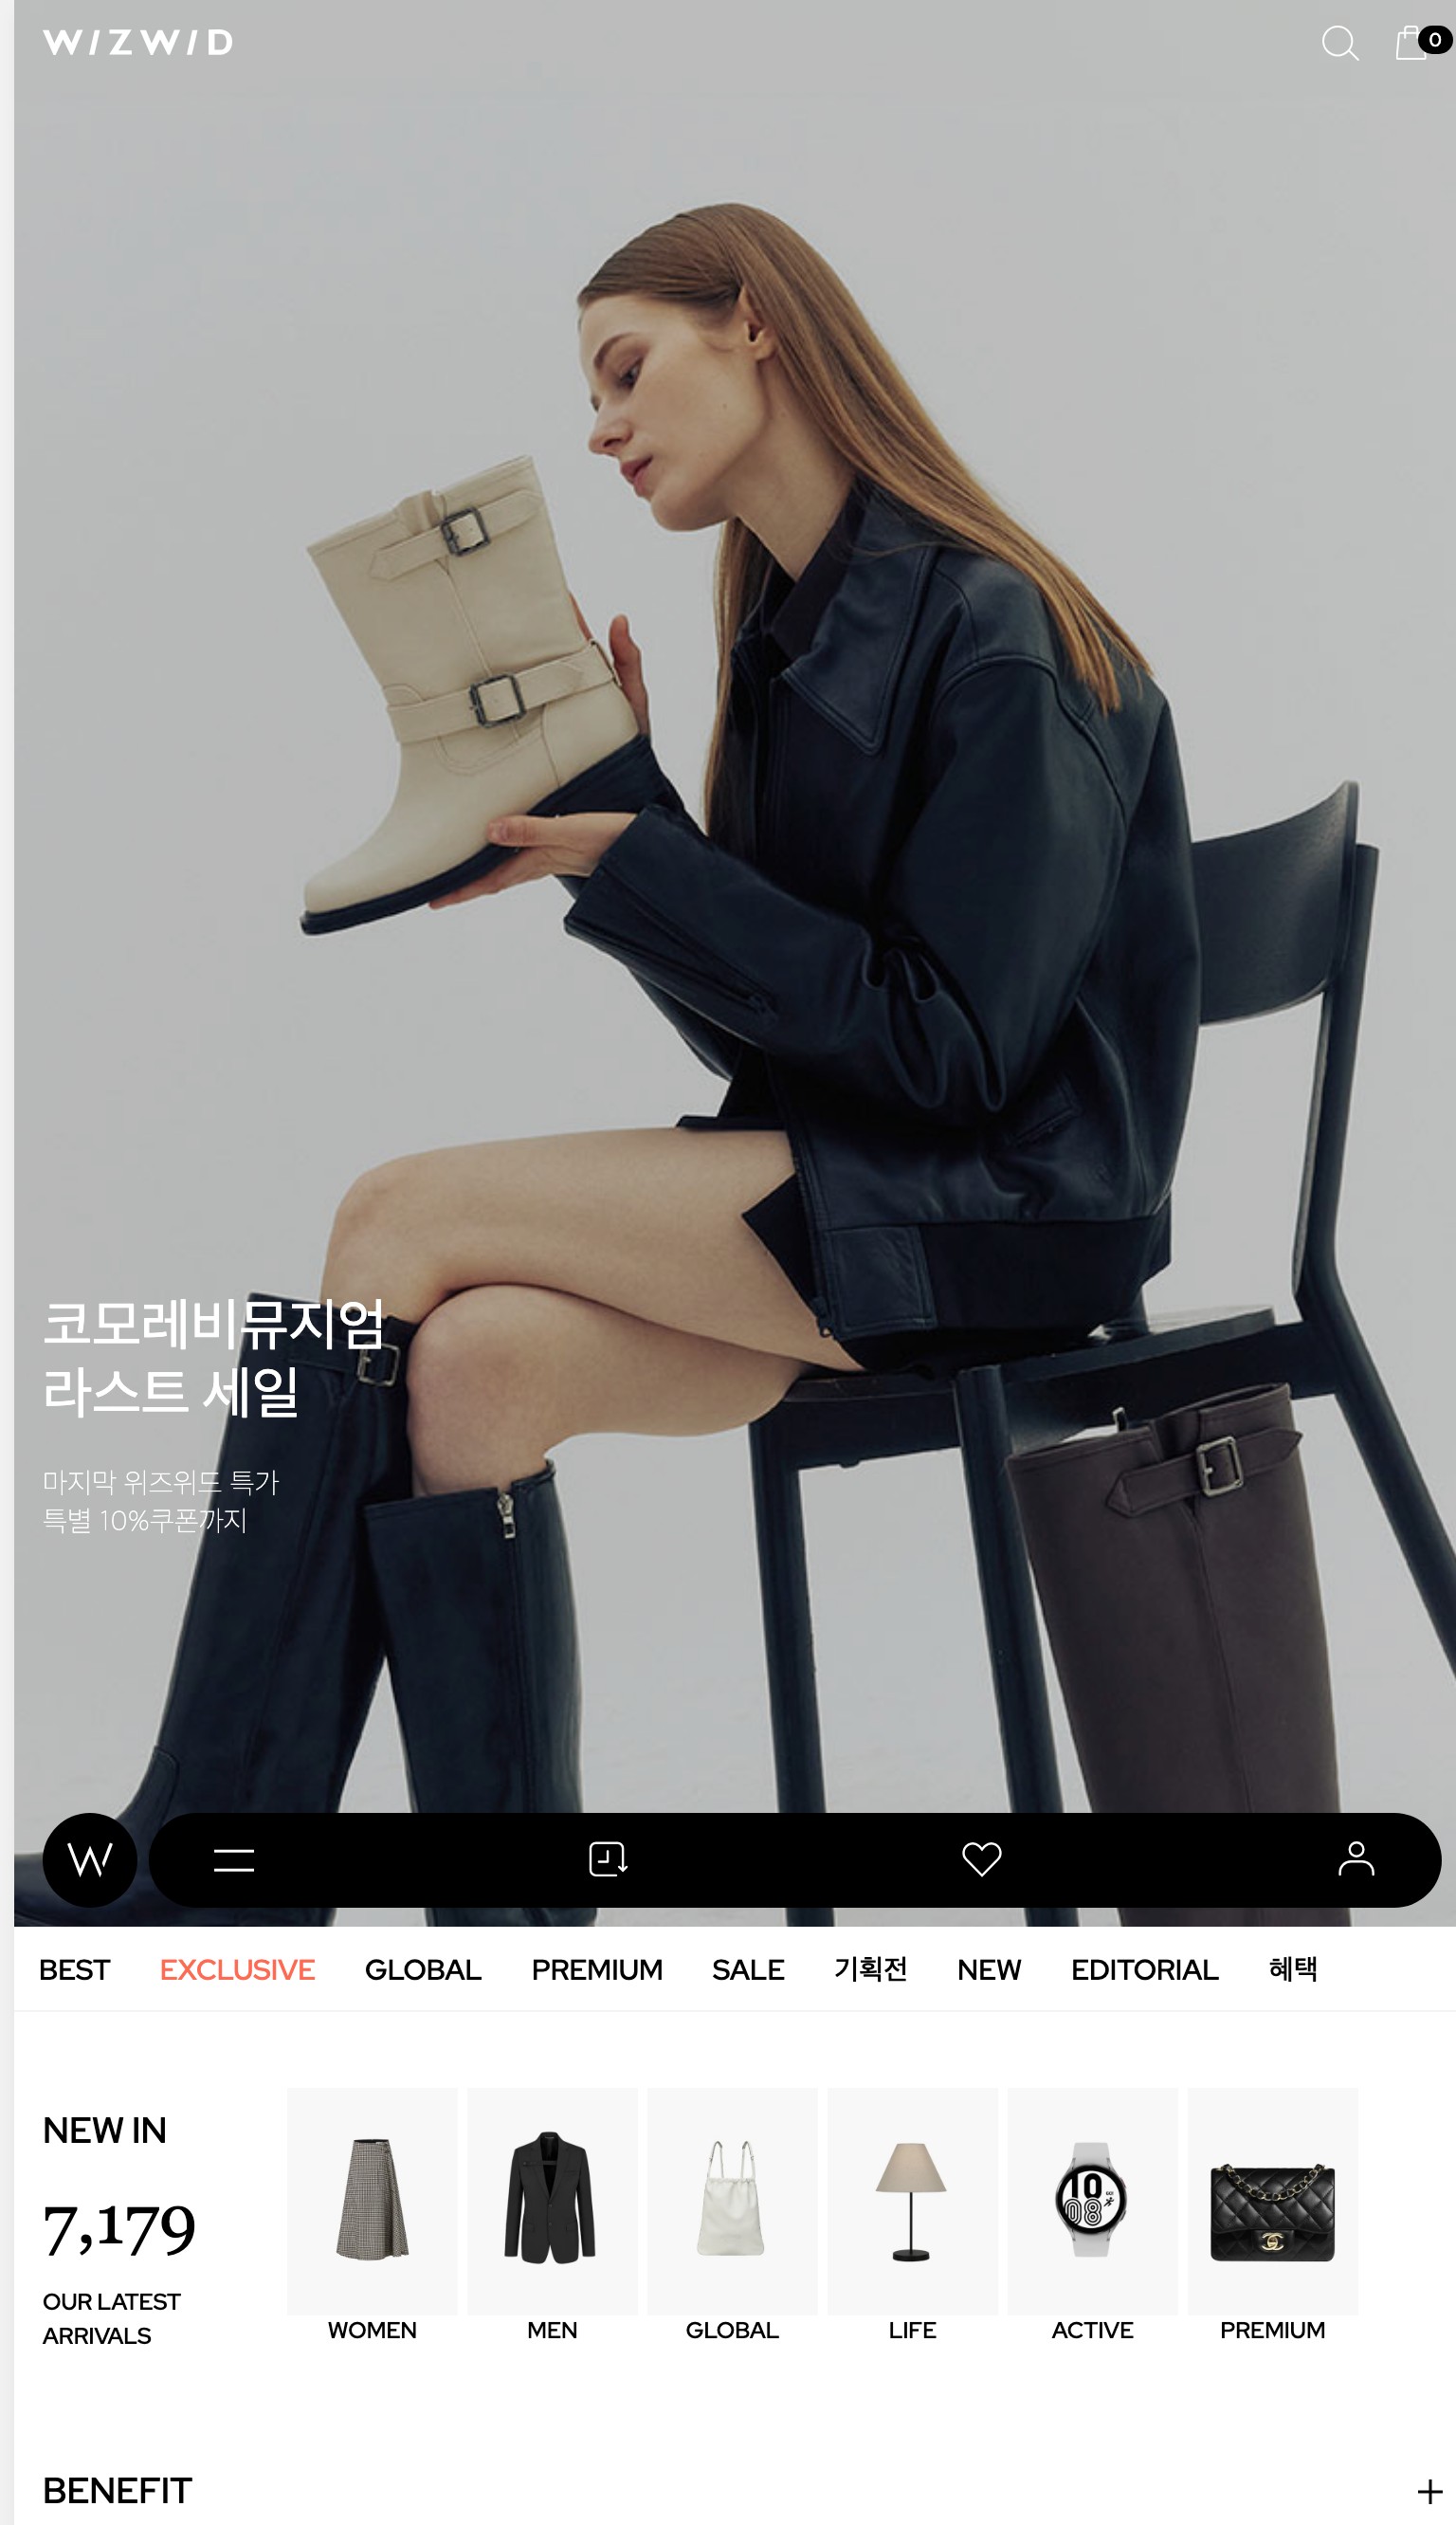 WIZWID
0
코모레비뮤지엄
라스트 세일
마지막 위즈위드 특가
특별 10%쿠폰까지
W
BEST EXCLUSIVE GLOBAL PREMIUM SALE 기획전 NEW EDITORIAL 혜택
NEW IN
7,179
OUR LATEST
ARRIVALS
10
08
WOMEN MEN GLOBAL LIFE ACTIVE PREMIUM
BENEFIT